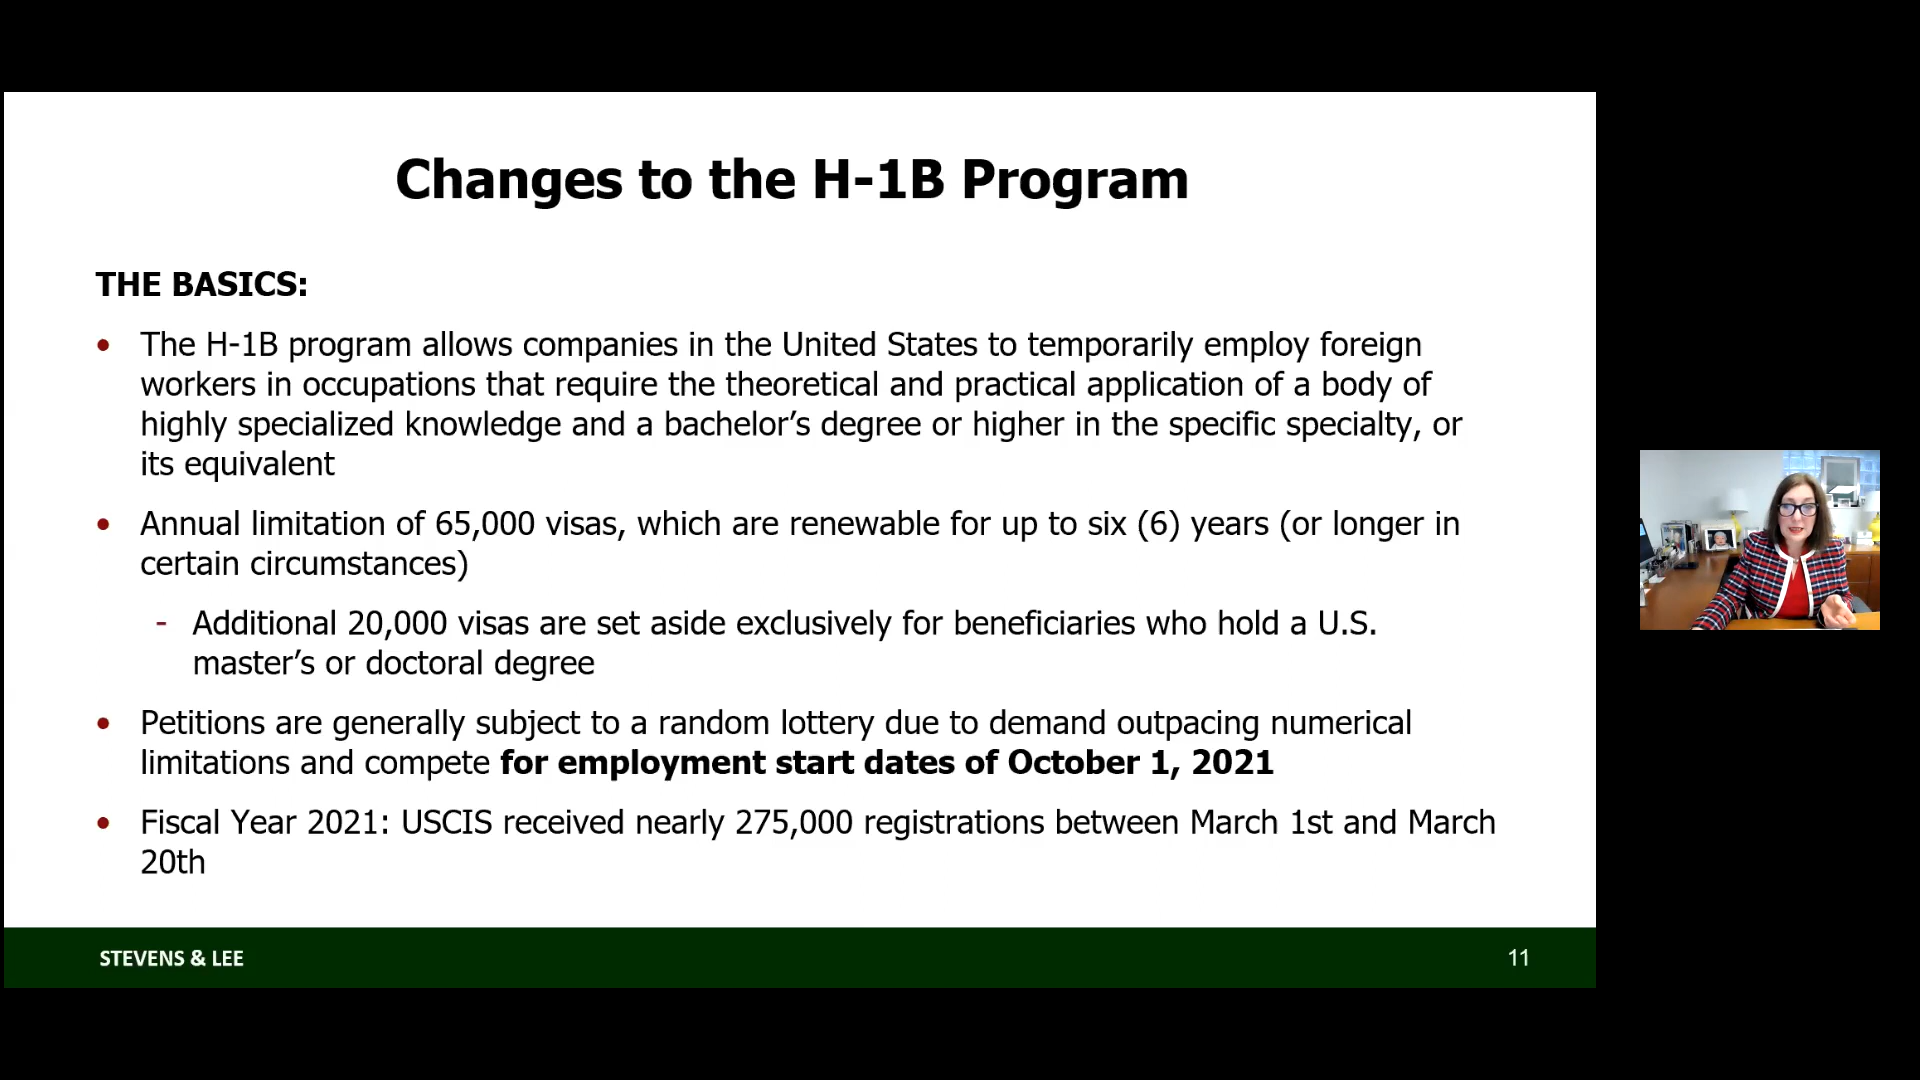 Changes to the H-1B Program
THE BASICS:
• The H-1B program allows companies in the United States to temporarily employ foreign
workers in occupations that require the theoretical and practical application of a body of
highly specialized knowledge and a bachelor’s degree or higher in the specific specialty, or
its equivalent
• Annual limitation of 65,000 visas, which are renewable for up to six (6) years (or longer in
certain circumstances)
- Additional 20,000 visas are set aside exclusively for beneficiaries who hold a U.S.
master’s or doctoral degree
• Petitions are generally subject to a random lottery due to demand outpacing numerical
limitations and compete for employment start dates of October 1, 2021
• Fiscal Year 2021: USCIS received nearly 275,000 registrations between March 1st and March
20th
STEVENS & LEE
11